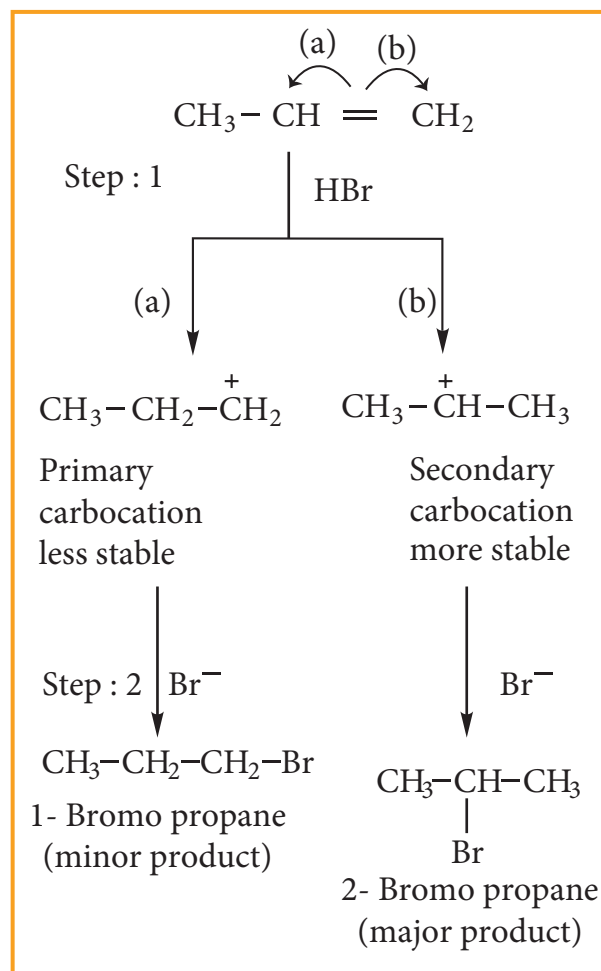 (a) (b)
CH₃ – CH = CH₂
Step : 1
HBr
(a) (b)
CH₃–CH₂–C⁺H₂ CH₃–C⁺H–CH₃
Primary
carbocation
less stable
Secondary
carbocation
more stable
Step : 2 Br⁻ Br⁻
CH₃–CH₂–CH₂–Br
1- Bromo propane
(minor product)
CH₃–CH–CH₃
|
Br
2- Bromo propane
(major product)